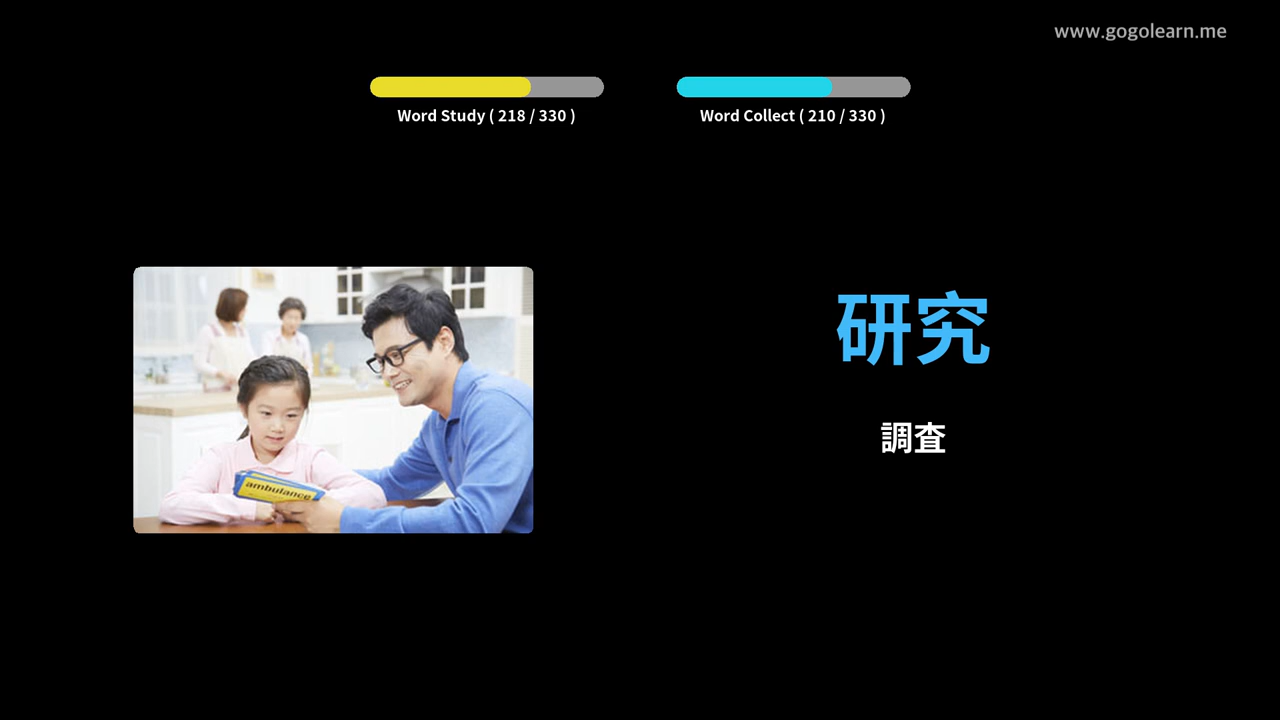 www.gogolearn.me
Word Study ( 218 / 330 )
Word Collect ( 210 / 330 )
研究
調査
ambulance